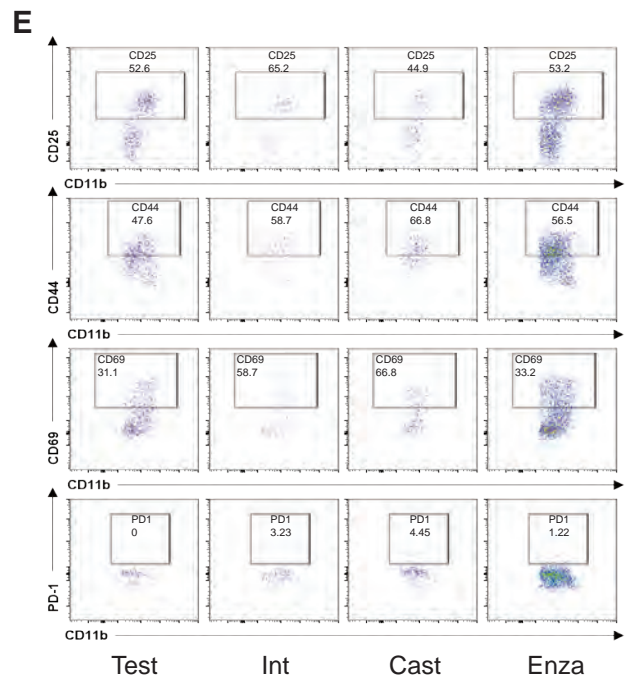 E
CD25 CD25 CD25 CD25
52.6 65.2 44.9 53.2
CD25
CD11b
CD44 CD44 CD44 CD44
47.6 58.7 66.8 56.5
CD44
CD11b
CD69 CD69 CD69 CD69
31.1 58.7 66.8 33.2
CD69
CD11b
PD1 PD1 PD1 PD1
0 3.23 4.45 1.22
PD-1
CD11b
Test Int Cast Enza